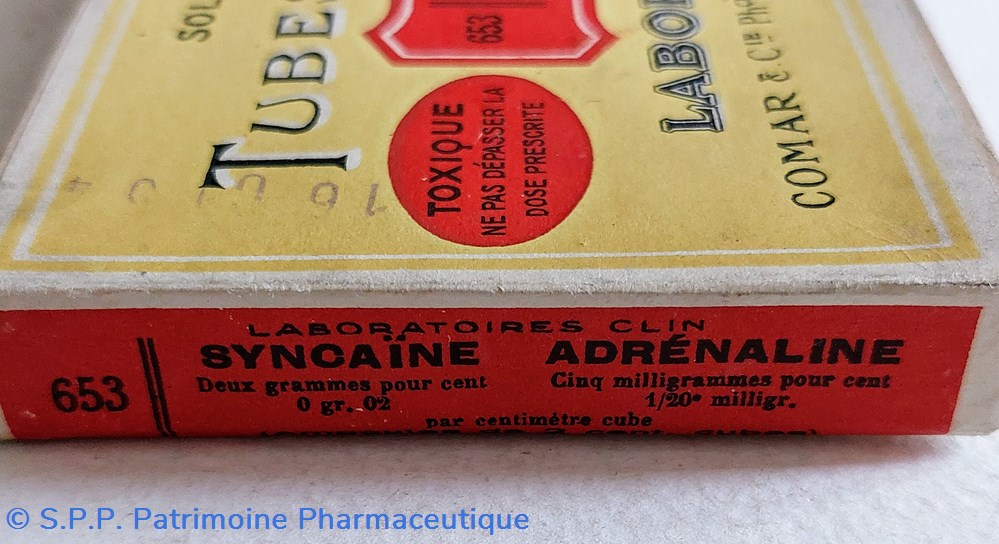 SOL
TUBES
653
TOXIQUE
NE PAS DÉPASSER LA
DOSE PRESCRITE
LABO
COMAR & Cie Ph
LABORATOIRES CLIN
653
SYNCAÏNE
Deux grammes pour cent
0 gr. 02
ADRÉNALINE
Cinq milligrammes pour cent
1/20e milligr.
par centimètre cube
© S.P.P. Patrimoine Pharmaceutique